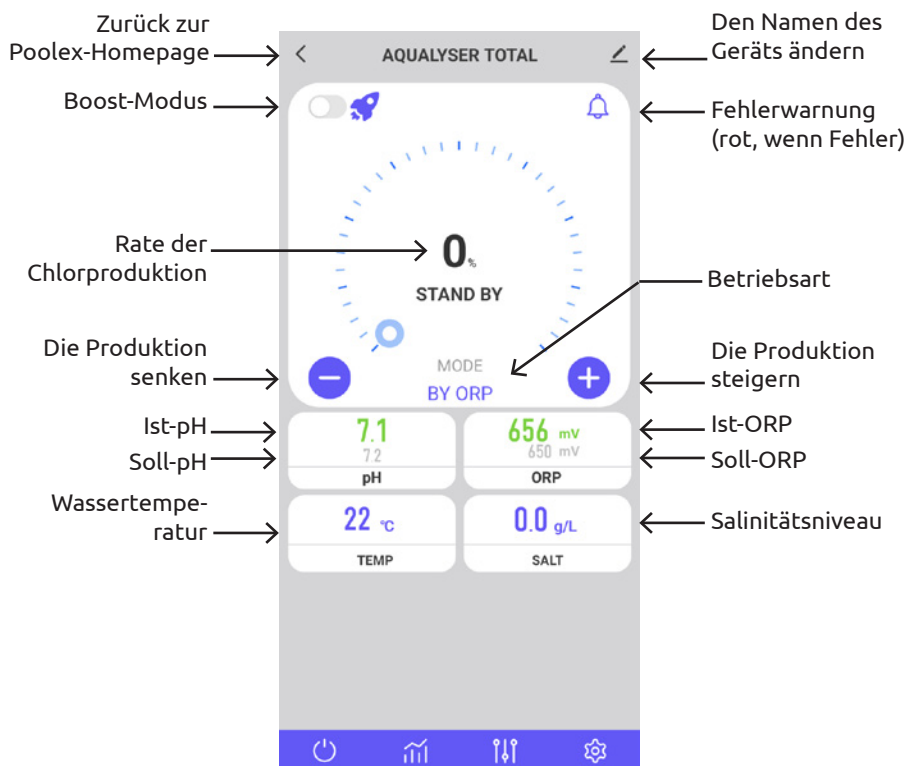 Zurück zur
Poolex-Homepage
AQUALYSER TOTAL
Den Namen des
Geräts ändern
Boost-Modus
Fehlerwarnung
(rot, wenn Fehler)
Rate der
Chlorproduktion
0 %
STAND BY
Betriebsart
Die Produktion
senken
MODE
BY ORP
Die Produktion
steigern
Ist-pH
7.1
656 mV
Ist-ORP
Soll-pH
7.2
650 mV
Soll-ORP
pH
ORP
Wassertempe-
ratur
22 °C
0.0 g/L
Salinitätsniveau
TEMP
SALT